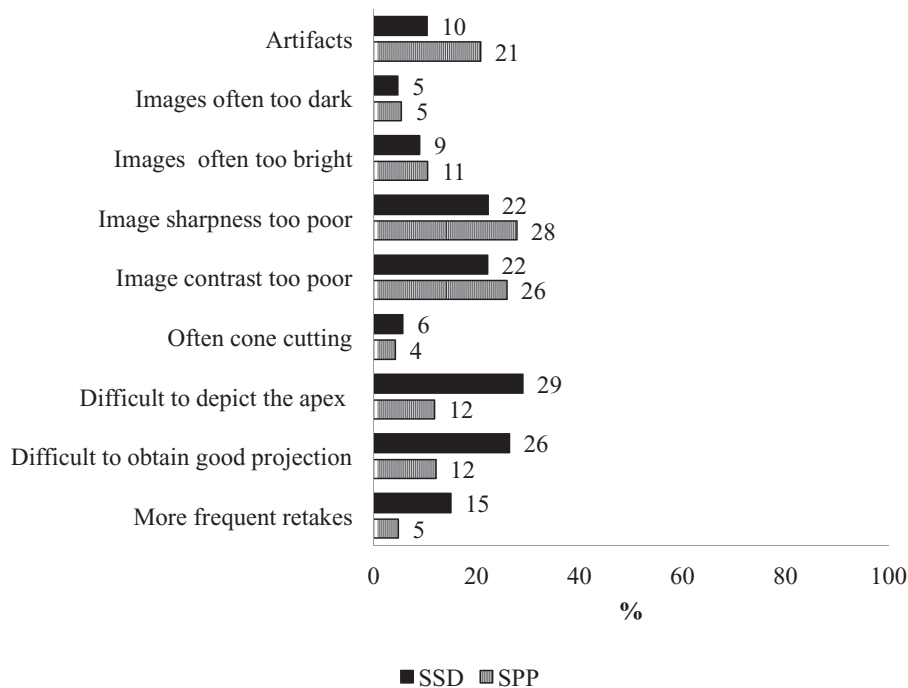 Artifacts 10
21
Images often too dark 5
5
Images often too bright 9
11
Image sharpness too poor 22
28
Image contrast too poor 22
26
Often cone cutting 6
4
Difficult to depict the apex 29
12
Difficult to obtain good projection 26
12
More frequent retakes 15
5
0 20 40 60 80 100
%
SSD SPP